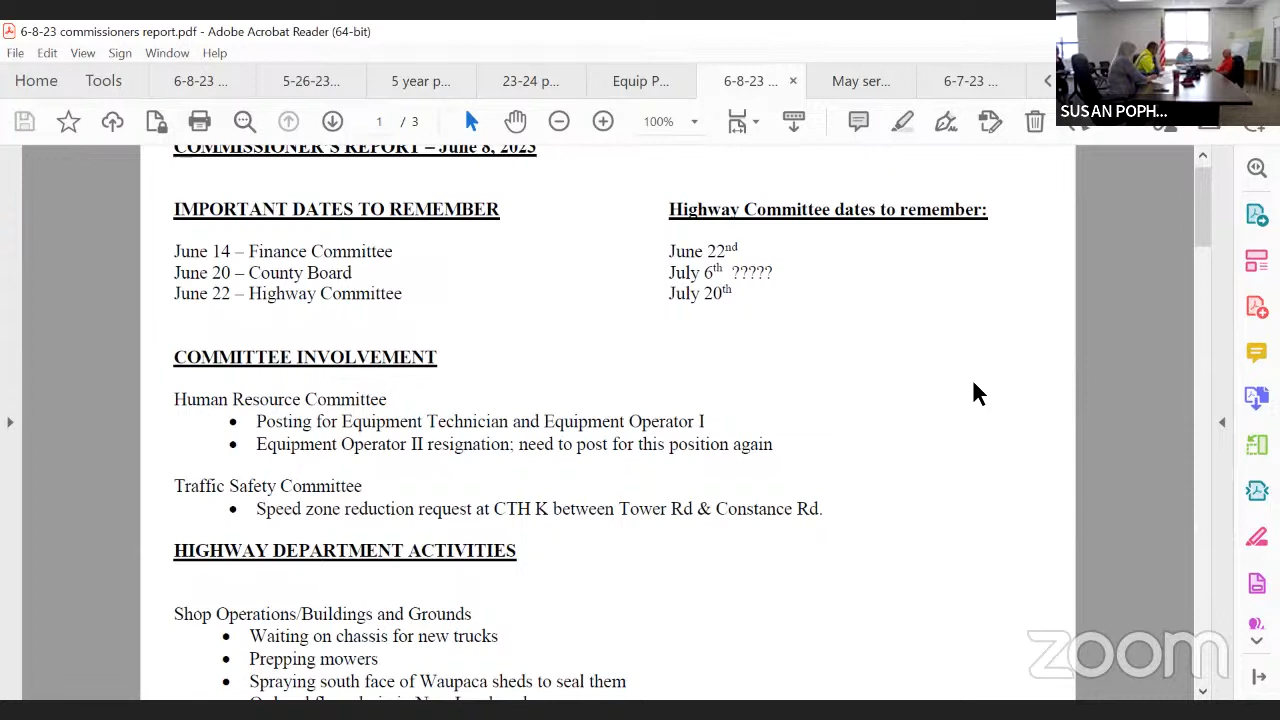 6-8-23 commissioners report.pdf - Adobe Acrobat Reader (64-bit)
File Edit View Sign Window Help
Home Tools 6-8-23 ... 5-26-23... 5 year p... 23-24 p... Equip P... 6-8-23 ... × May ser... 6-7-23 ...
1 / 3 100%
SUSAN POPH...
COMMISSIONER'S REPORT – June 8, 2023
IMPORTANT DATES TO REMEMBER
June 14 – Finance Committee
June 20 – County Board
June 22 – Highway Committee
Highway Committee dates to remember:
June 22nd
July 6th ?????
July 20th
COMMITTEE INVOLVEMENT
Human Resource Committee
• Posting for Equipment Technician and Equipment Operator I
• Equipment Operator II resignation; need to post for this position again
Traffic Safety Committee
• Speed zone reduction request at CTH K between Tower Rd & Constance Rd.
HIGHWAY DEPARTMENT ACTIVITIES
Shop Operations/Buildings and Grounds
• Waiting on chassis for new trucks
• Prepping mowers
• Spraying south face of Waupaca sheds to seal them
zoom